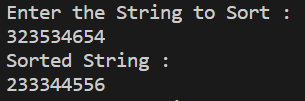 Enter the String to Sort :
323534654
Sorted String :
233344556